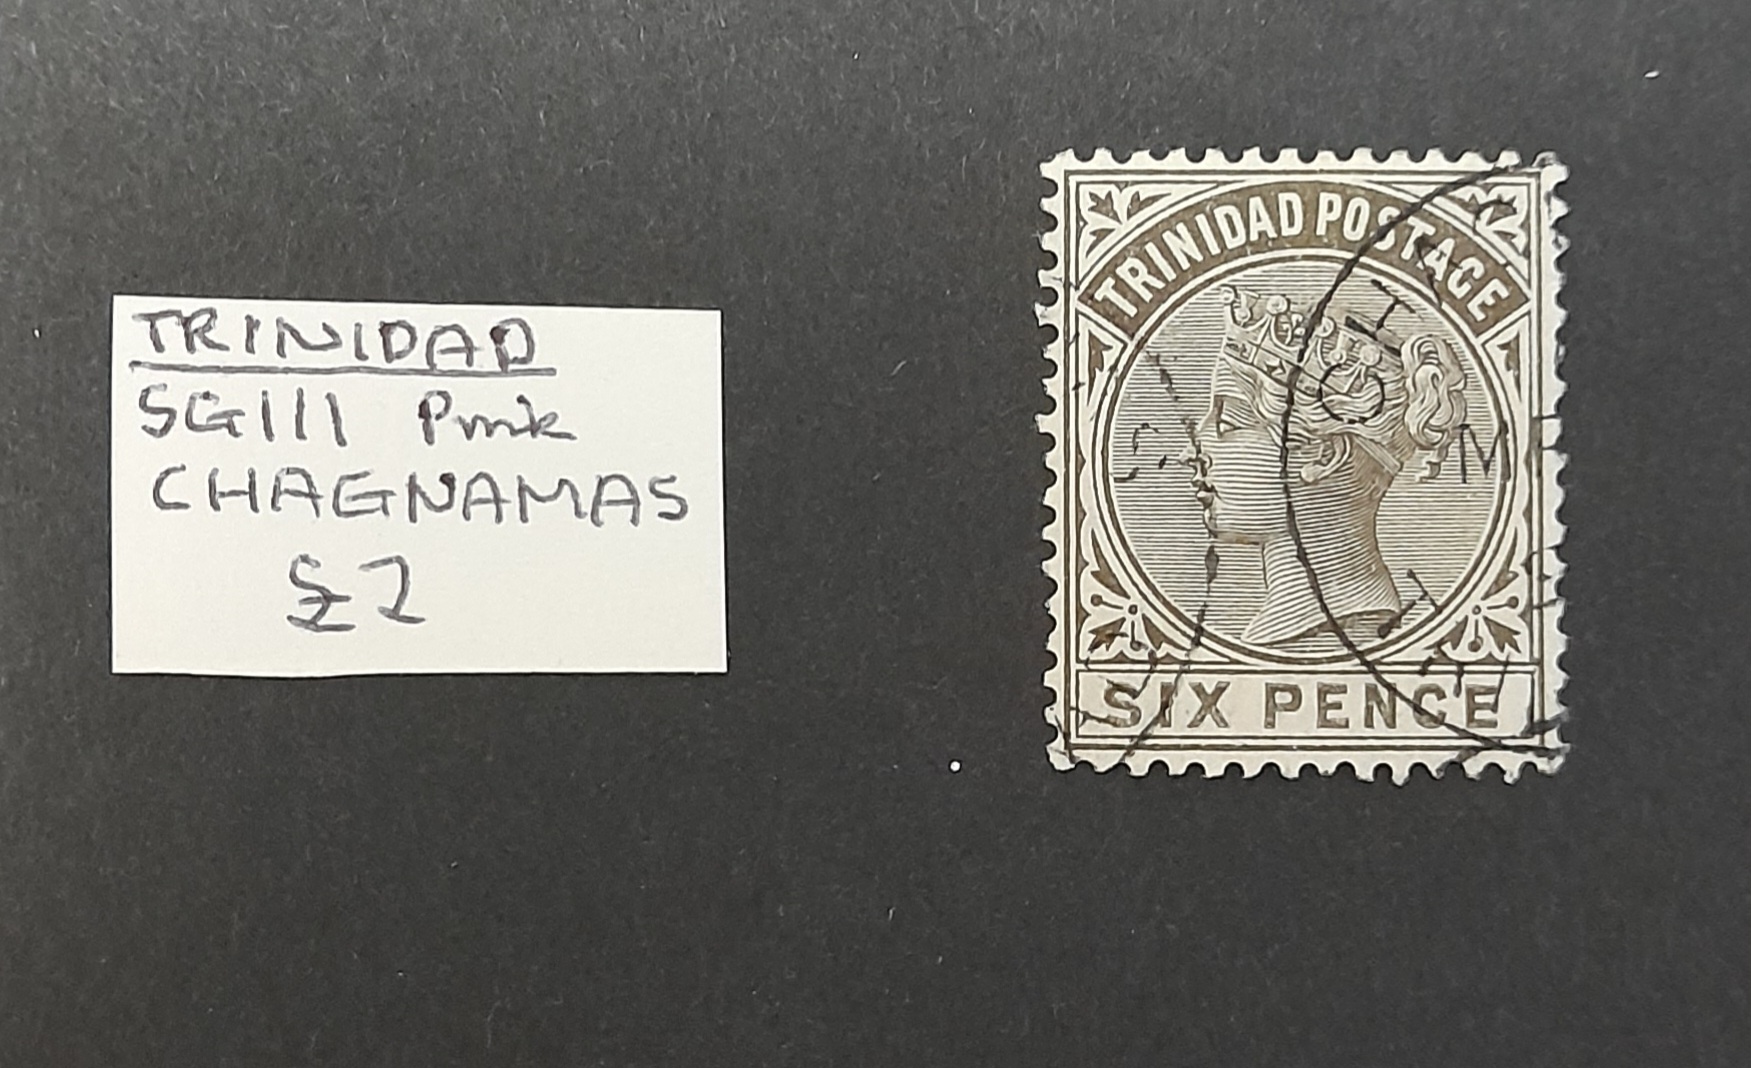 TRINIDAD
SG111 Pmk
CHAGNAMAS
£2
TRINIDAD POSTAGE
SIX PENCE